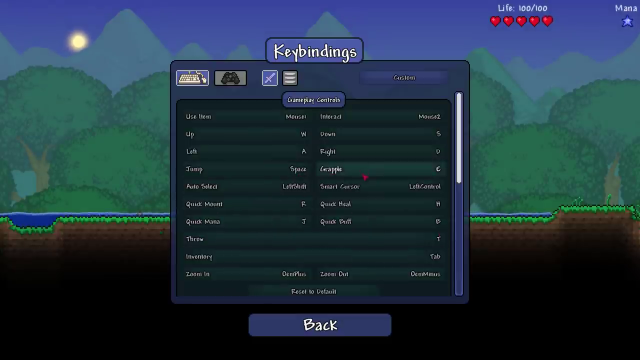 Life: 100/100 Mana
Keybindings
Custom
Gameplay Controls
Use Item Mouse1 Interact Mouse2
Up W Down S
Left A Right D
Jump Space Grapple E
Auto Select LeftShift Smart Cursor LeftControl
Quick Mount R Quick Heal H
Quick Mana J Quick Buff B
Throw T
Inventory Tab
Zoom In OemPlus Zoom Out OemMinus
Reset to Default
Back